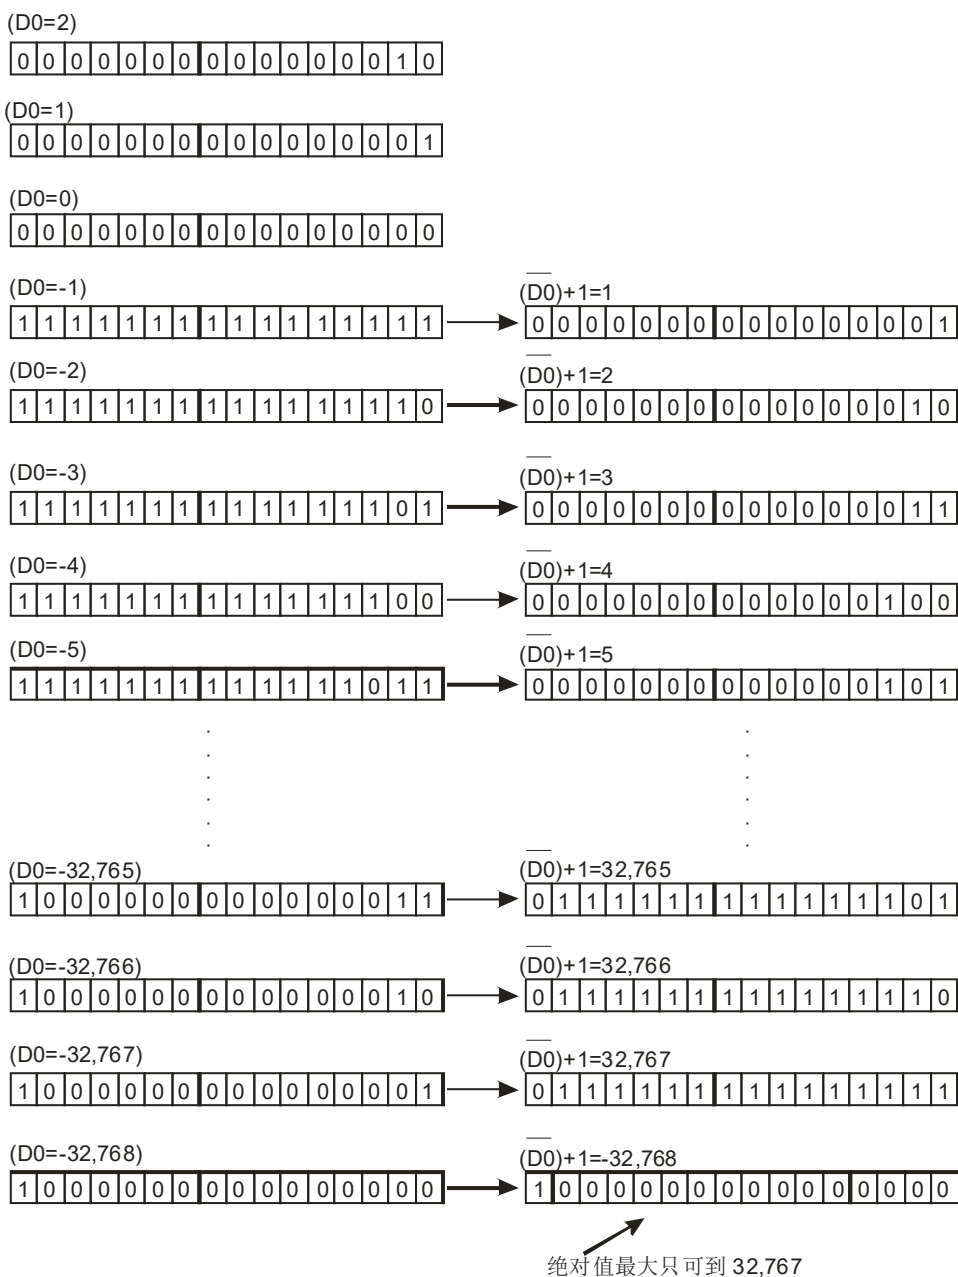 (D0=2)
0 0 0 0 0 0 0 0 0 0 0 0 0 0 1 0
(D0=1)
0 0 0 0 0 0 0 0 0 0 0 0 0 0 0 1
(D0=0)
0 0 0 0 0 0 0 0 0 0 0 0 0 0 0 0
(D0=-1) (D0)+1=1
1 1 1 1 1 1 1 1 1 1 1 1 1 1 1 1 0 0 0 0 0 0 0 0 0 0 0 0 0 0 0 1
(D0=-2) (D0)+1=2
1 1 1 1 1 1 1 1 1 1 1 1 1 1 1 0 0 0 0 0 0 0 0 0 0 0 0 0 0 0 1 0
(D0=-3) (D0)+1=3
1 1 1 1 1 1 1 1 1 1 1 1 1 1 0 1 0 0 0 0 0 0 0 0 0 0 0 0 0 0 1 1
(D0=-4) (D0)+1=4
1 1 1 1 1 1 1 1 1 1 1 1 1 1 0 0 0 0 0 0 0 0 0 0 0 0 0 0 0 1 0 0
(D0=-5) (D0)+1=5
1 1 1 1 1 1 1 1 1 1 1 1 1 0 1 1 0 0 0 0 0 0 0 0 0 0 0 0 0 1 0 1
(D0=-32,765) (D0)+1=32,765
1 0 0 0 0 0 0 0 0 0 0 0 0 0 1 1 0 1 1 1 1 1 1 1 1 1 1 1 1 1 0 1
(D0=-32,766) (D0)+1=32,766
1 0 0 0 0 0 0 0 0 0 0 0 0 0 1 0 0 1 1 1 1 1 1 1 1 1 1 1 1 1 1 0
(D0=-32,767) (D0)+1=32,767
1 0 0 0 0 0 0 0 0 0 0 0 0 0 0 1 0 1 1 1 1 1 1 1 1 1 1 1 1 1 1 1
(D0=-32,768) (D0)+1=-32,768
1 0 0 0 0 0 0 0 0 0 0 0 0 0 0 0 1 0 0 0 0 0 0 0 0 0 0 0 0 0 0 0
绝对值最大只可到 32,767